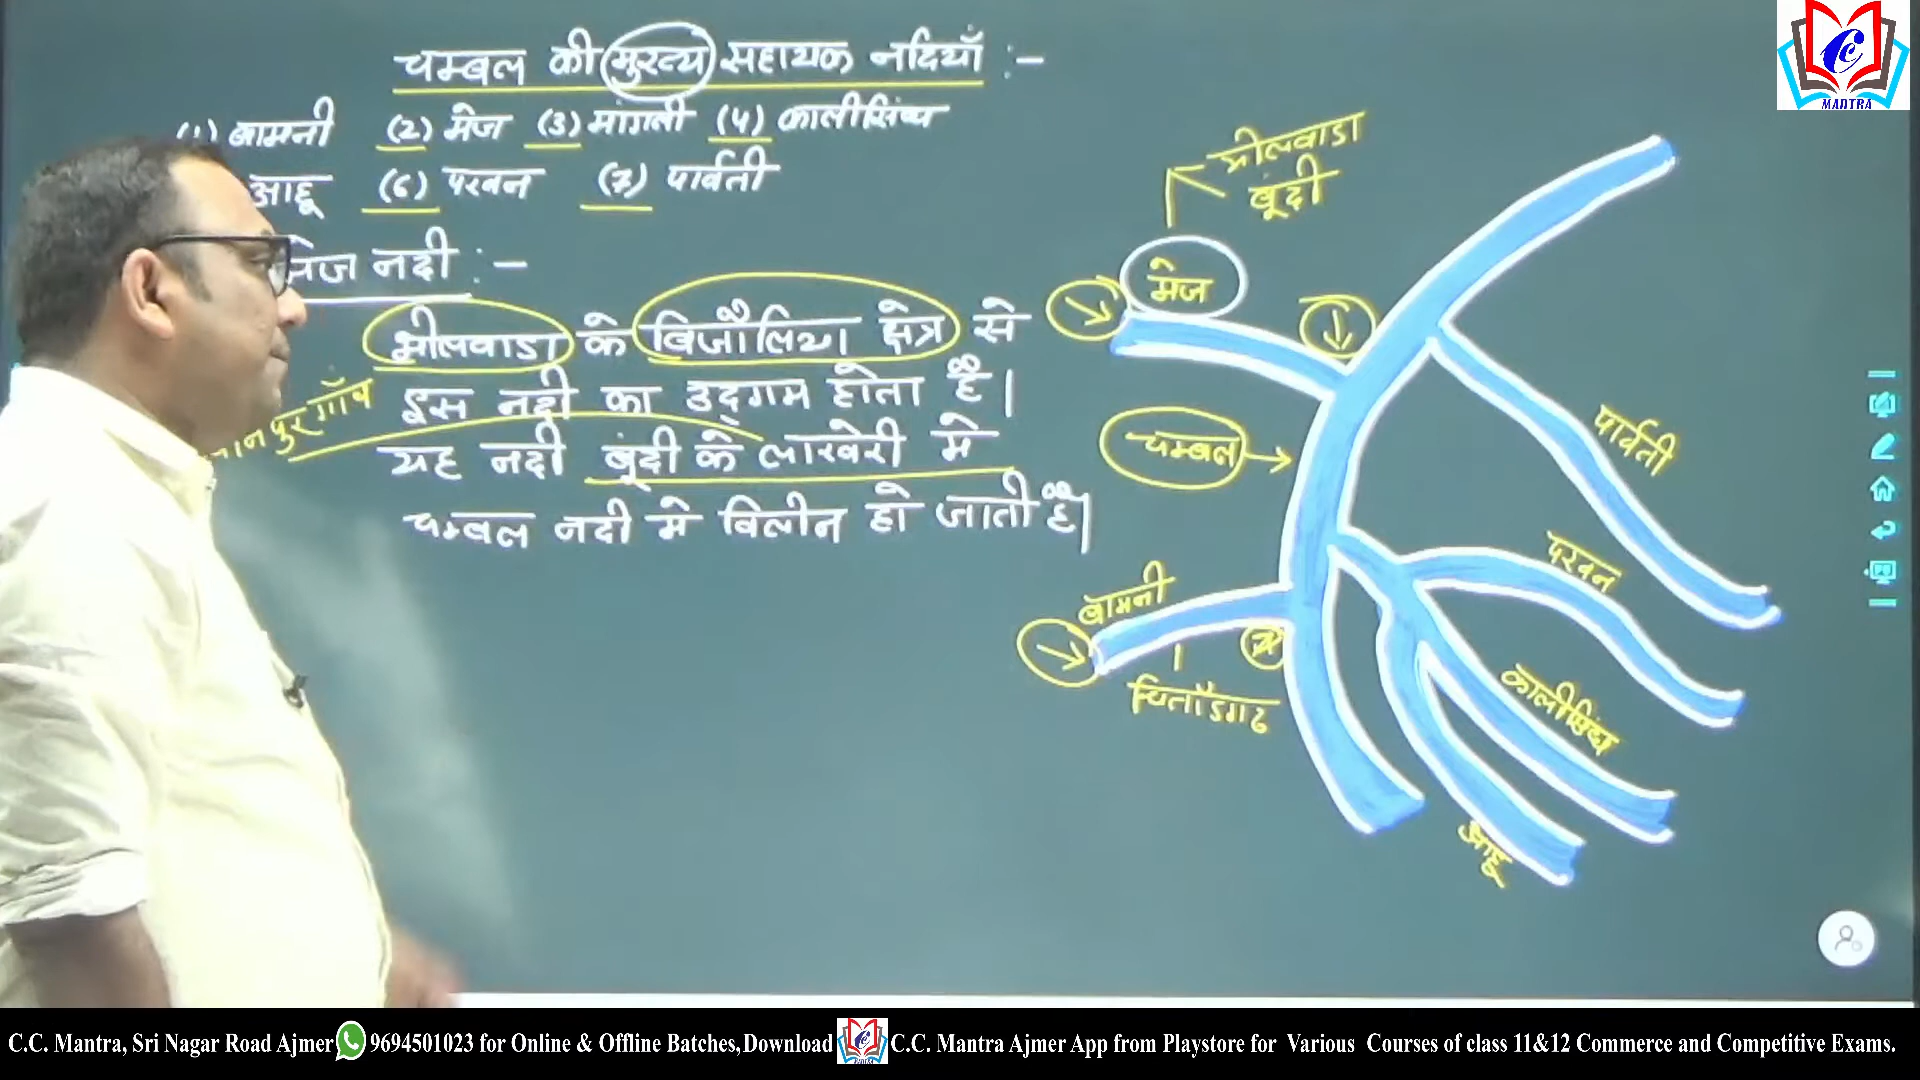 चम्बल की मुख्य सहायक नदियाँ :-
(1) बामनी (2) मेज (3) मांगली (4) कालीसिंध
आहू (6) परवन (7) पार्वती
मेज नदी :-
भीलवाडा के बिजौलिया क्षेत्र से
इस नदी का उद्गम होता है।
यह नदी बूंदी के लाखेरी मे
चम्बल नदी मे विलीन हो जाती है।
पुर गाँव
भीलवाडा
बूंदी
मेज
चम्बल
पार्वती
परवन
बामनी
चितौडगढ
कालीसिंध
आहू
MANTRA
C.C. Mantra, Sri Nagar Road Ajmer 9694501023 for Online & Offline Batches, Download C.C. Mantra Ajmer App from Playstore for Various Courses of class 11&12 Commerce and Competitive Exams.